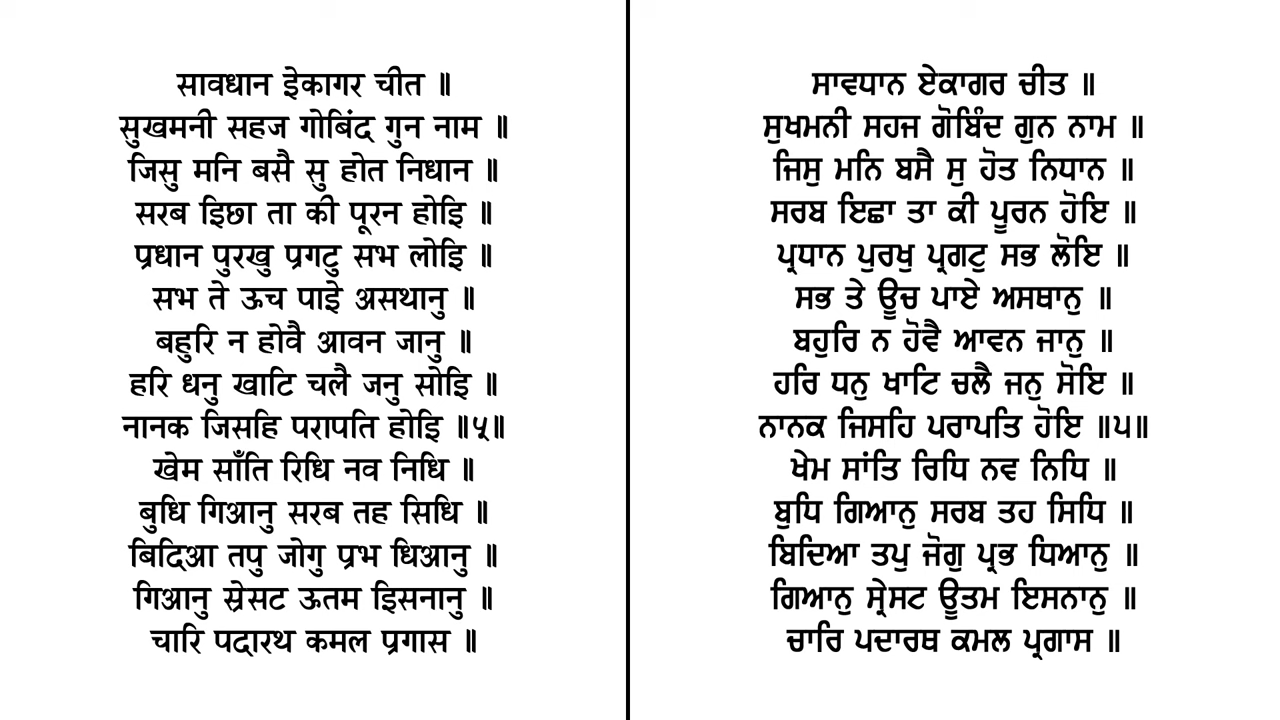 सावधान इेकागर चीत ॥
सुखमनी सहज गोबिंद गुन नाम ॥
जिसु मनि बसै सु होत निधान ॥
सरब इिछा ता की पूरन होइि ॥
प्रधान पुरखु प्रगटु सभ लोइि ॥
सभ ते ऊच पाइे असथानु ॥
बहुरि न होवै आवन जानु ॥
हरि धनु खाटि चलै जनु सोइि ॥
नानक जिसहि परापति होइि ॥५॥
खेम साँति रिधि नव निधि ॥
बुधि गिआनु सरब तह सिधि ॥
बिदिआ तपु जोगु प्रभ धिआनु ॥
गिआनु स्रेसट ऊतम इिसनानु ॥
चारि पदारथ कमल प्रगास ॥
ਸਾਵਧਾਨ ਏਕਾਗਰ ਚੀਤ ॥
ਸੁਖਮਨੀ ਸਹਜ ਗੋਬਿੰਦ ਗੁਨ ਨਾਮ ॥
ਜਿਸੁ ਮਨਿ ਬਸੈ ਸੁ ਹੋਤ ਨਿਧਾਨ ॥
ਸਰਬ ਇਛਾ ਤਾ ਕੀ ਪੂਰਨ ਹੋਇ ॥
ਪ੍ਰਧਾਨ ਪੁਰਖੁ ਪ੍ਰਗਟੁ ਸਭ ਲੋਇ ॥
ਸਭ ਤੇ ਊਚ ਪਾਏ ਅਸਥਾਨੁ ॥
ਬਹੁਰਿ ਨ ਹੋਵੈ ਆਵਨ ਜਾਨੁ ॥
ਹਰਿ ਧਨੁ ਖਾਟਿ ਚਲੈ ਜਨੁ ਸੋਇ ॥
ਨਾਨਕ ਜਿਸਹਿ ਪਰਾਪਤਿ ਹੋਇ ॥੫॥
ਖੇਮ ਸਾਂਤਿ ਰਿਧਿ ਨਵ ਨਿਧਿ ॥
ਬੁਧਿ ਗਿਆਨੁ ਸਰਬ ਤਹ ਸਿਧਿ ॥
ਬਿਦਿਆ ਤਪੁ ਜੋਗੁ ਪ੍ਰਭ ਧਿਆਨੁ ॥
ਗਿਆਨੁ ਸ੍ਰੇਸਟ ਊਤਮ ਇਸਨਾਨੁ ॥
ਚਾਰਿ ਪਦਾਰਥ ਕਮਲ ਪ੍ਰਗਾਸ ॥